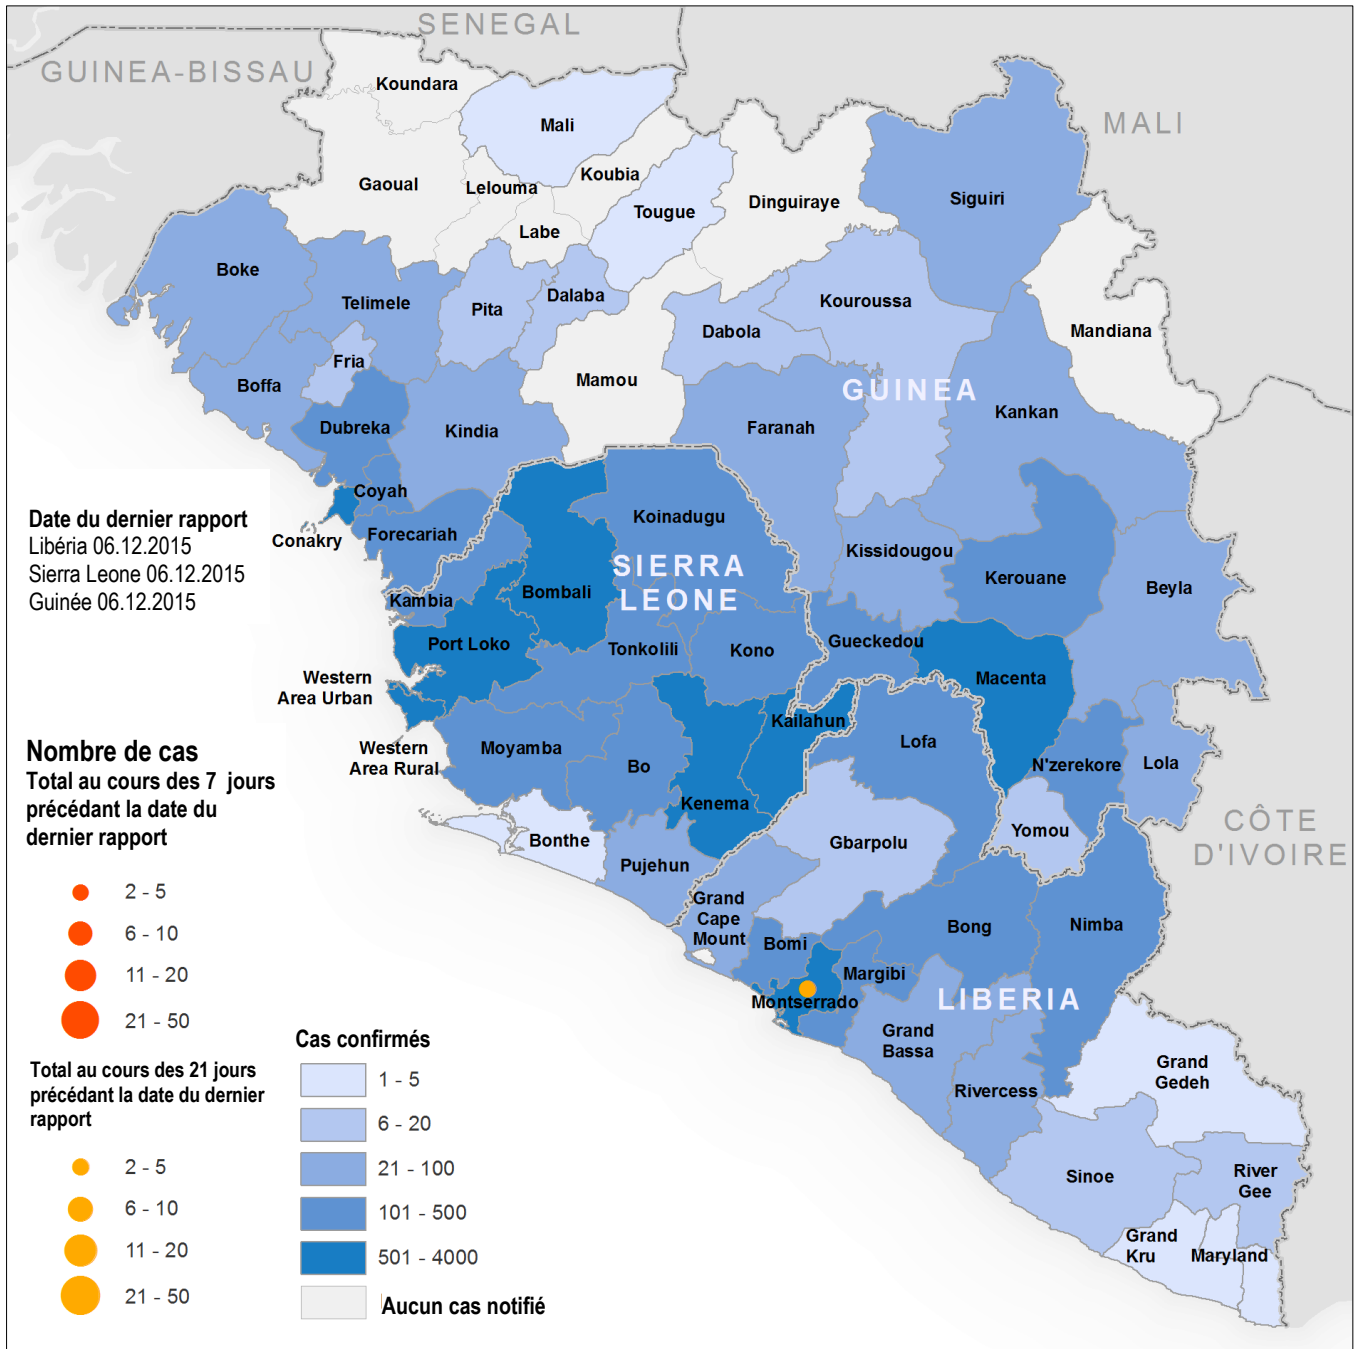 SENEGAL
GUINEA-BISSAU
Koundara
Mali
MALI
Gaoual
Lelouma
Koubia
Labe
Tougue
Dinguiraye
Siguiri
Boke
Telimele
Pita
Dalaba
Kouroussa
Dabola
Mandiana
Fria
Boffa
Mamou
GUINEA
Dubreka
Kindia
Faranah
Kankan
Coyah
Conakry
Forecariah
Koinadugu
Kissidougou
Kerouane
Beyla
SIERRA
LEONE
Bombali
Kambia
Port Loko
Tonkolili
Kono
Gueckedou
Macenta
Western
Area Urban
Kailahun
Lofa
N'zerekore
Lola
Western
Area Rural
Moyamba
Bo
Kenema
Yomou
CÔTE
D'IVOIRE
Bonthe
Pujehun
Gbarpolu
Grand
Cape
Mount
Bomi
Bong
Nimba
Margibi
Montserrado
LIBERIA
Grand
Bassa
Rivercess
Grand
Gedeh
Sinoe
River
Gee
Grand
Kru
Maryland
Date du dernier rapport
Libéria 06.12.2015
Sierra Leone 06.12.2015
Guinée 06.12.2015
Nombre de cas
Total au cours des 7 jours
précédant la date du
dernier rapport
2 - 5
6 - 10
11 - 20
21 - 50
Total au cours des 21 jours
précédant la date du dernier
rapport
2 - 5
6 - 10
11 - 20
21 - 50
Cas confirmés
1 - 5
6 - 20
21 - 100
101 - 500
501 - 4000
Aucun cas notifié